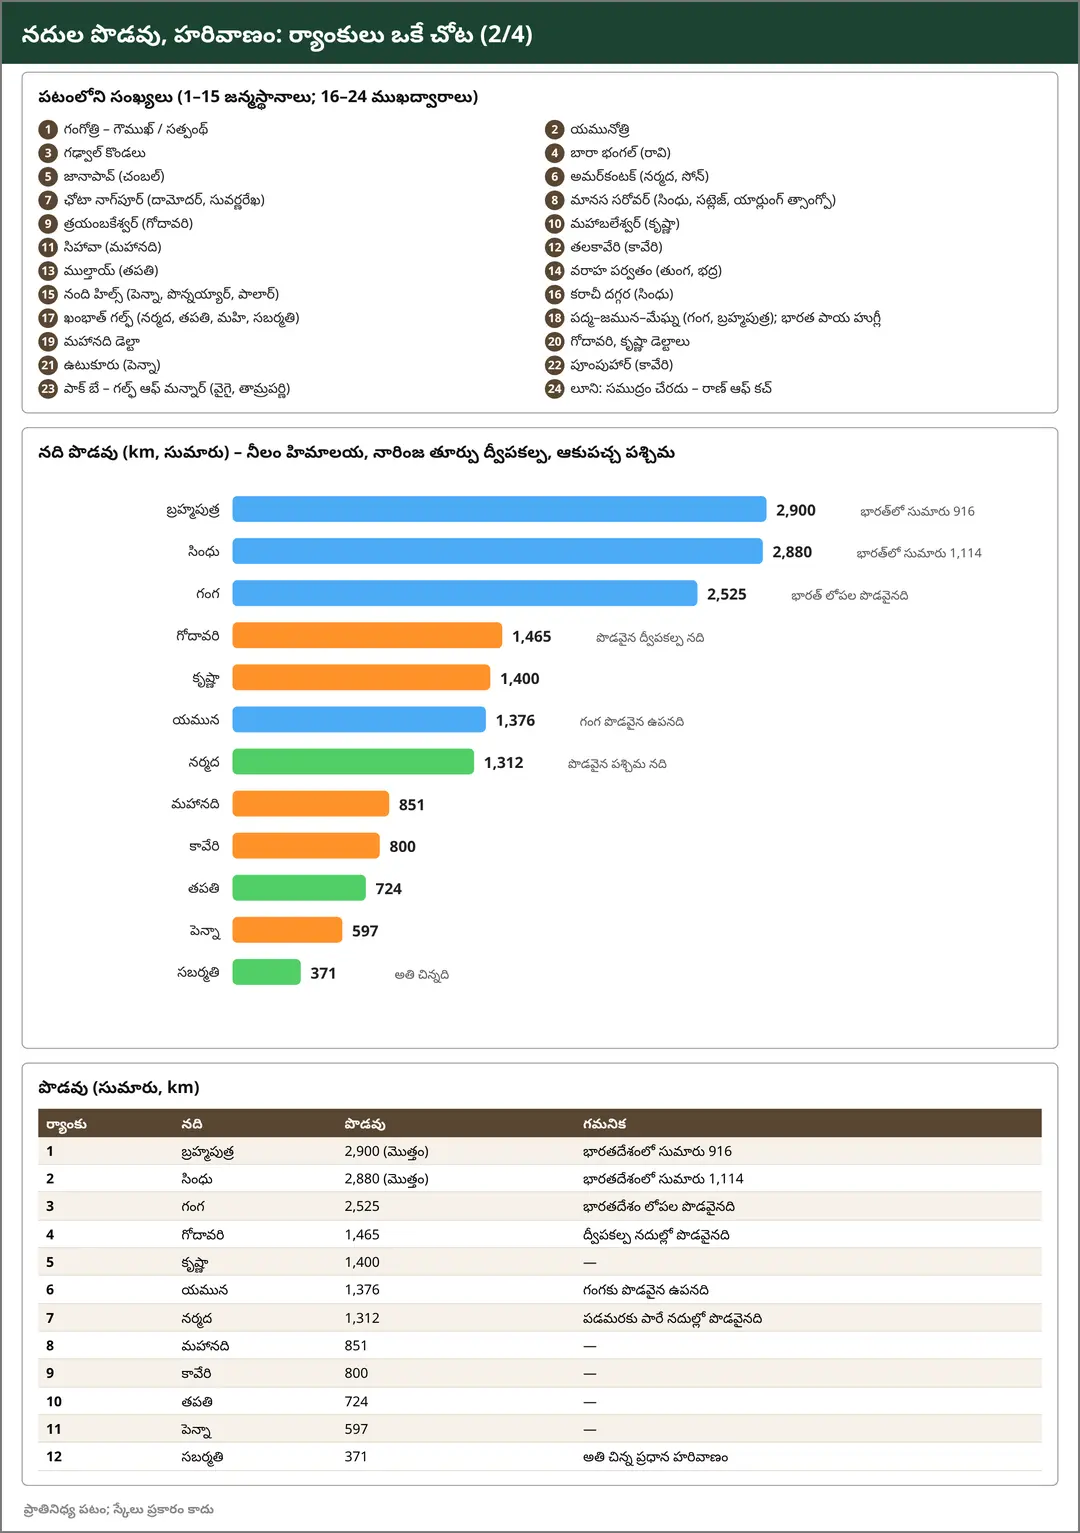 నదుల పొడవు, హరివాణం: ర్యాంకులు ఒకే చోట (2/4)
పటంలోని సంఖ్యలు (1–15 జన్మస్థానాలు; 16–24 ముఖద్వారాలు)
1 గంగోత్రి – గౌముఖ్ / సత్పంథ్
2 యమునోత్రి
3 గఢ్వాల్ కొండలు
4 బారా భంగల్ (రావి)
5 జానాపావ్ (చంబల్)
6 అమర్‌కంటక్ (నర్మద, సోన్)
7 ఛోటా నాగ్‌పూర్ (దామోదర్, సువర్ణరేఖ)
8 మానస సరోవర్ (సింధు, సట్లెజ్, యార్లుంగ్ త్సాంగ్పో)
9 త్రయంబకేశ్వర్ (గోదావరి)
10 మహాబలేశ్వర్ (కృష్ణా)
11 సిహావా (మహానది)
12 తలకావేరి (కావేరి)
13 ముల్తాయ్ (తపతి)
14 వరాహ పర్వతం (తుంగ, భద్ర)
15 నంది హిల్స్ (పెన్నా, పొన్నయ్యార్, పాలార్)
16 కరాచీ దగ్గర (సింధు)
17 ఖంభాత్ గల్ఫ్ (నర్మద, తపతి, మహి, సబర్మతి)
18 పద్మ–జమున–మేఘ్న (గంగ, బ్రహ్మపుత్ర); భారత పాయ హుగ్లీ
19 మహానది డెల్టా
20 గోదావరి, కృష్ణా డెల్టాలు
21 ఉటుకూరు (పెన్నా)
22 పూంపుహార్ (కావేరి)
23 పాక్ బే – గల్ఫ్ ఆఫ్ మన్నార్ (వైగై, తామ్రపర్ణి)
24 లూని: సముద్రం చేరదు – రాణ్ ఆఫ్ కచ్
నది పొడవు (km, సుమారు) – నీలం హిమాలయ, నారింజ తూర్పు ద్వీపకల్ప, ఆకుపచ్చ పశ్చిమ
బ్రహ్మపుత్ర 2,900 భారత్‌లో సుమారు 916
సింధు 2,880 భారత్‌లో సుమారు 1,114
గంగ 2,525 భారత్ లోపల పొడవైనది
గోదావరి 1,465 పొడవైన ద్వీపకల్ప నది
కృష్ణా 1,400
యమున 1,376 గంగ పొడవైన ఉపనది
నర్మద 1,312 పొడవైన పశ్చిమ నది
మహానది 851
కావేరి 800
తపతి 724
పెన్నా 597
సబర్మతి 371 అతి చిన్నది
పొడవు (సుమారు, km)
ర్యాంకు నది పొడవు గమనిక
1 బ్రహ్మపుత్ర 2,900 (మొత్తం) భారతదేశంలో సుమారు 916
2 సింధు 2,880 (మొత్తం) భారతదేశంలో సుమారు 1,114
3 గంగ 2,525 భారతదేశం లోపల పొడవైనది
4 గోదావరి 1,465 ద్వీపకల్ప నదుల్లో పొడవైనది
5 కృష్ణా 1,400 —
6 యమున 1,376 గంగకు పొడవైన ఉపనది
7 నర్మద 1,312 పడమరకు పారే నదుల్లో పొడవైనది
8 మహానది 851 —
9 కావేరి 800 —
10 తపతి 724 —
11 పెన్నా 597 —
12 సబర్మతి 371 అతి చిన్న ప్రధాన హరివాణం
ప్రాతినిధ్య పటం; స్కేలు ప్రకారం కాదు